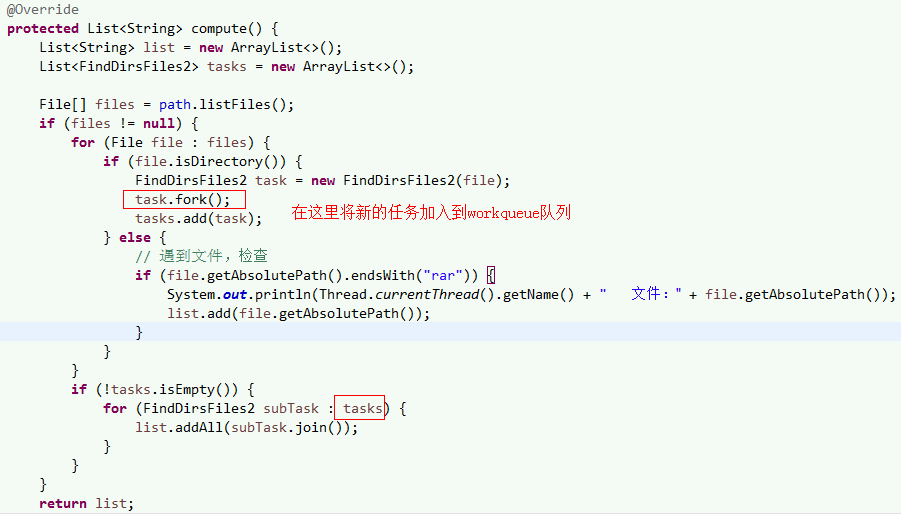 @Override
protected List<String> compute() {
    List<String> list = new ArrayList<>();
    List<FindDirsFiles2> tasks = new ArrayList<>();

    File[] files = path.listFiles();
    if (files != null) {
        for (File file : files) {
            if (file.isDirectory()) {
                FindDirsFiles2 task = new FindDirsFiles2(file);
                task.fork();
                tasks.add(task);    在这里将新的任务加入到workqueue队列
            } else {
                // 遇到文件，检查
                if (file.getAbsolutePath().endsWith("rar")) {
                    System.out.println(Thread.currentThread().getName() + "   文件：" + file.getAbsolutePath());
                    list.add(file.getAbsolutePath());
                }
            }
        }
        if (!tasks.isEmpty()) {
            for (FindDirsFiles2 subTask : tasks) {
                list.addAll(subTask.join());
            }
        }
    }
    return list;